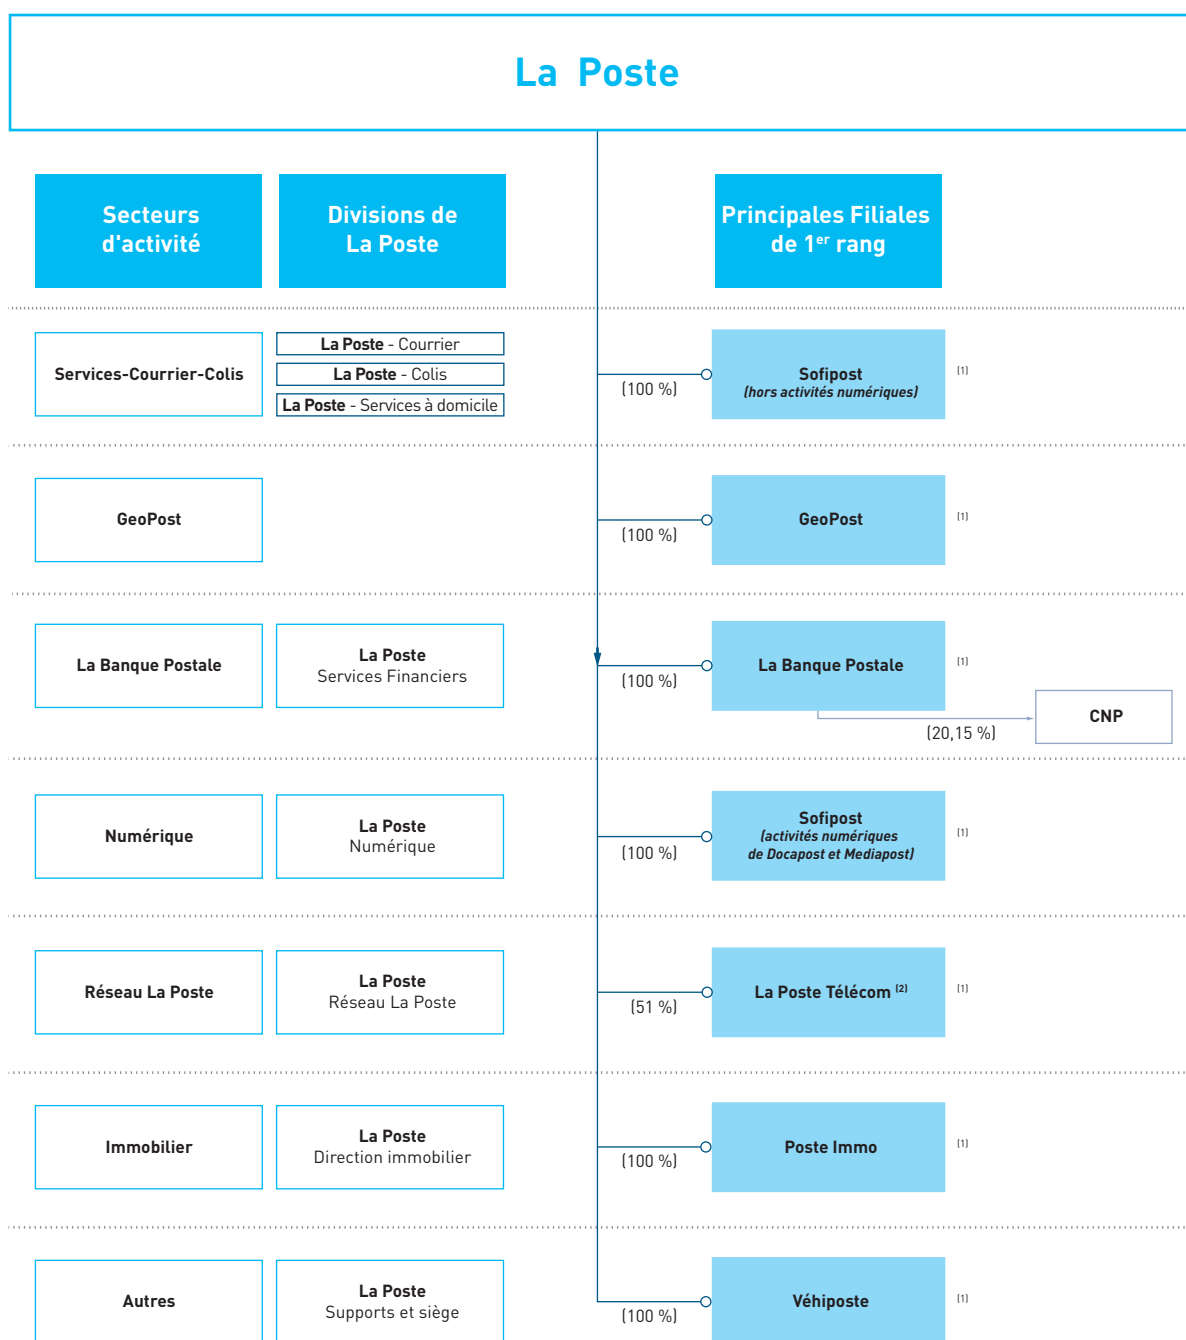 La Poste
Secteurs
d'activité
Divisions de
La Poste
Principales Filiales
de 1er rang
Services-Courrier-Colis
La Poste - Courrier
La Poste - Colis
La Poste - Services à domicile
(100 %)
Sofipost
(hors activités numériques)
(1)
GeoPost
(100 %)
GeoPost
(1)
La Banque Postale
La Poste
Services Financiers
(100 %)
La Banque Postale
(1)
(20,15 %)
CNP
Numérique
La Poste
Numérique
(100 %)
Sofipost
(activités numériques
de Docapost et Mediapost)
(1)
Réseau La Poste
La Poste
Réseau La Poste
(51 %)
La Poste Télécom (2)
(1)
Immobilier
La Poste
Direction immobilier
(100 %)
Poste Immo
(1)
Autres
La Poste
Supports et siège
(100 %)
Véhiposte
(1)